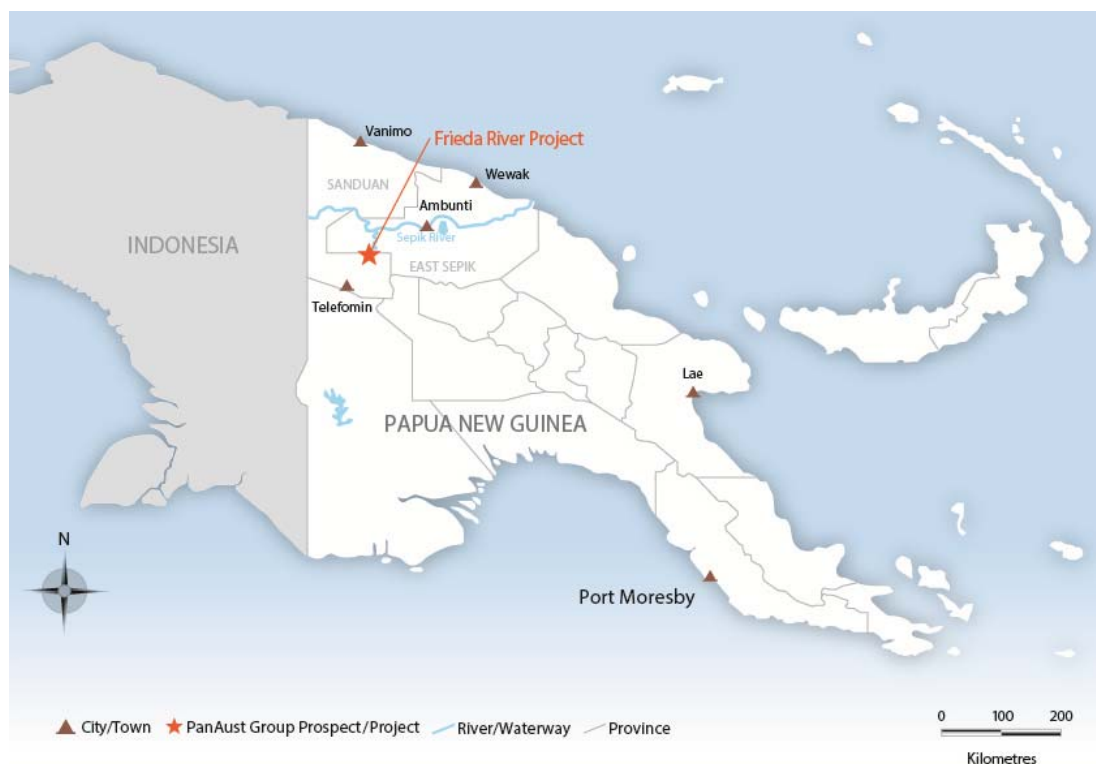 Vanimo
Frieda River Project
SANDUAN
Wewak
Ambunti
INDONESIA
Sepik River
EAST SEPIK
Telefomin
Lae
PAPUA NEW GUINEA
N
Port Moresby
City/Town
PanAust Group Prospect/Project
River/Waterway
Province
0 100 200
Kilometres